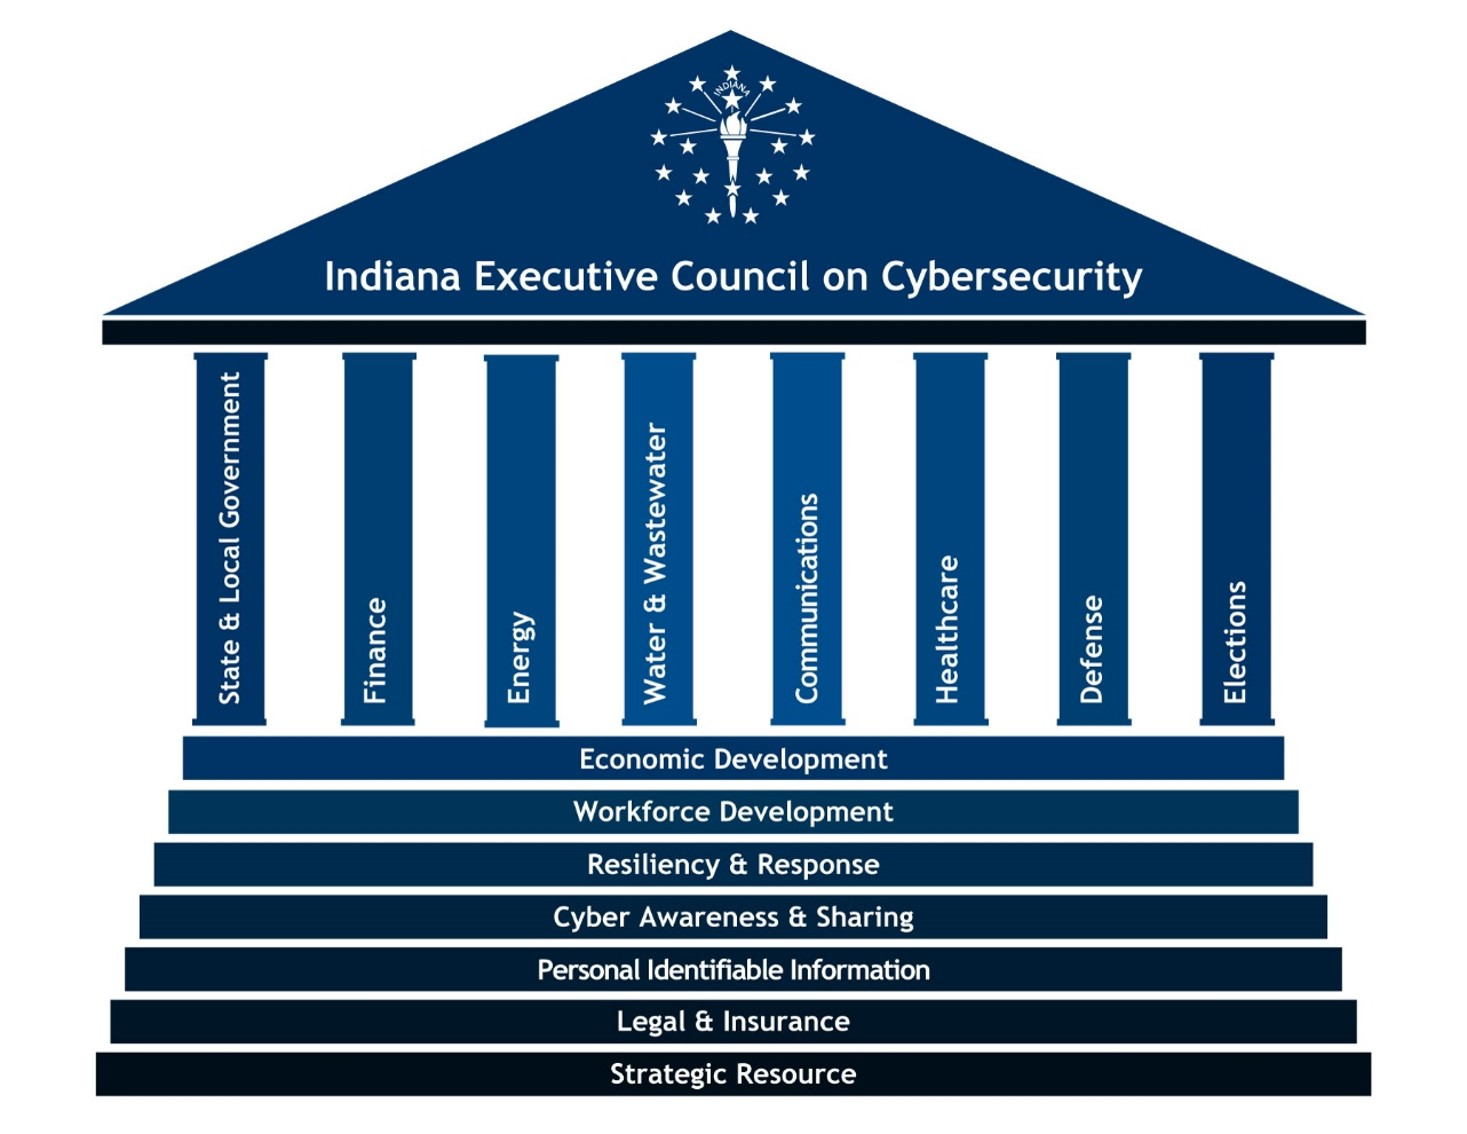 INDIANA
Indiana Executive Council on Cybersecurity
State & Local Government
Finance
Energy
Water & Wastewater
Communications
Healthcare
Defense
Elections
Economic Development
Workforce Development
Resiliency & Response
Cyber Awareness & Sharing
Personal Identifiable Information
Legal & Insurance
Strategic Resource